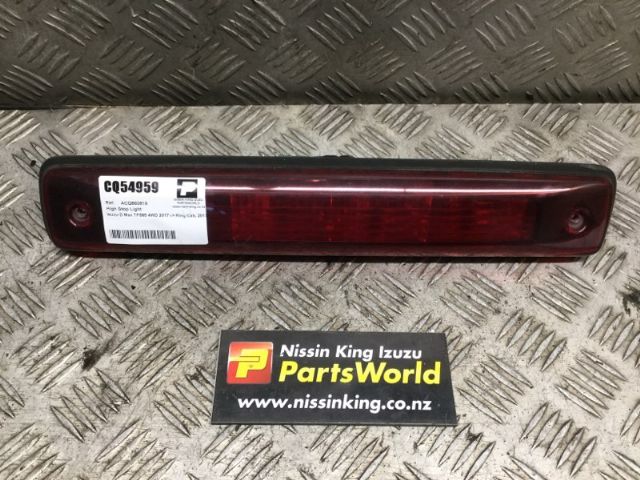 CQ54959
High Stop Light
Nissin King Izuzu
PartsWorld
www.nissinking.co.nz